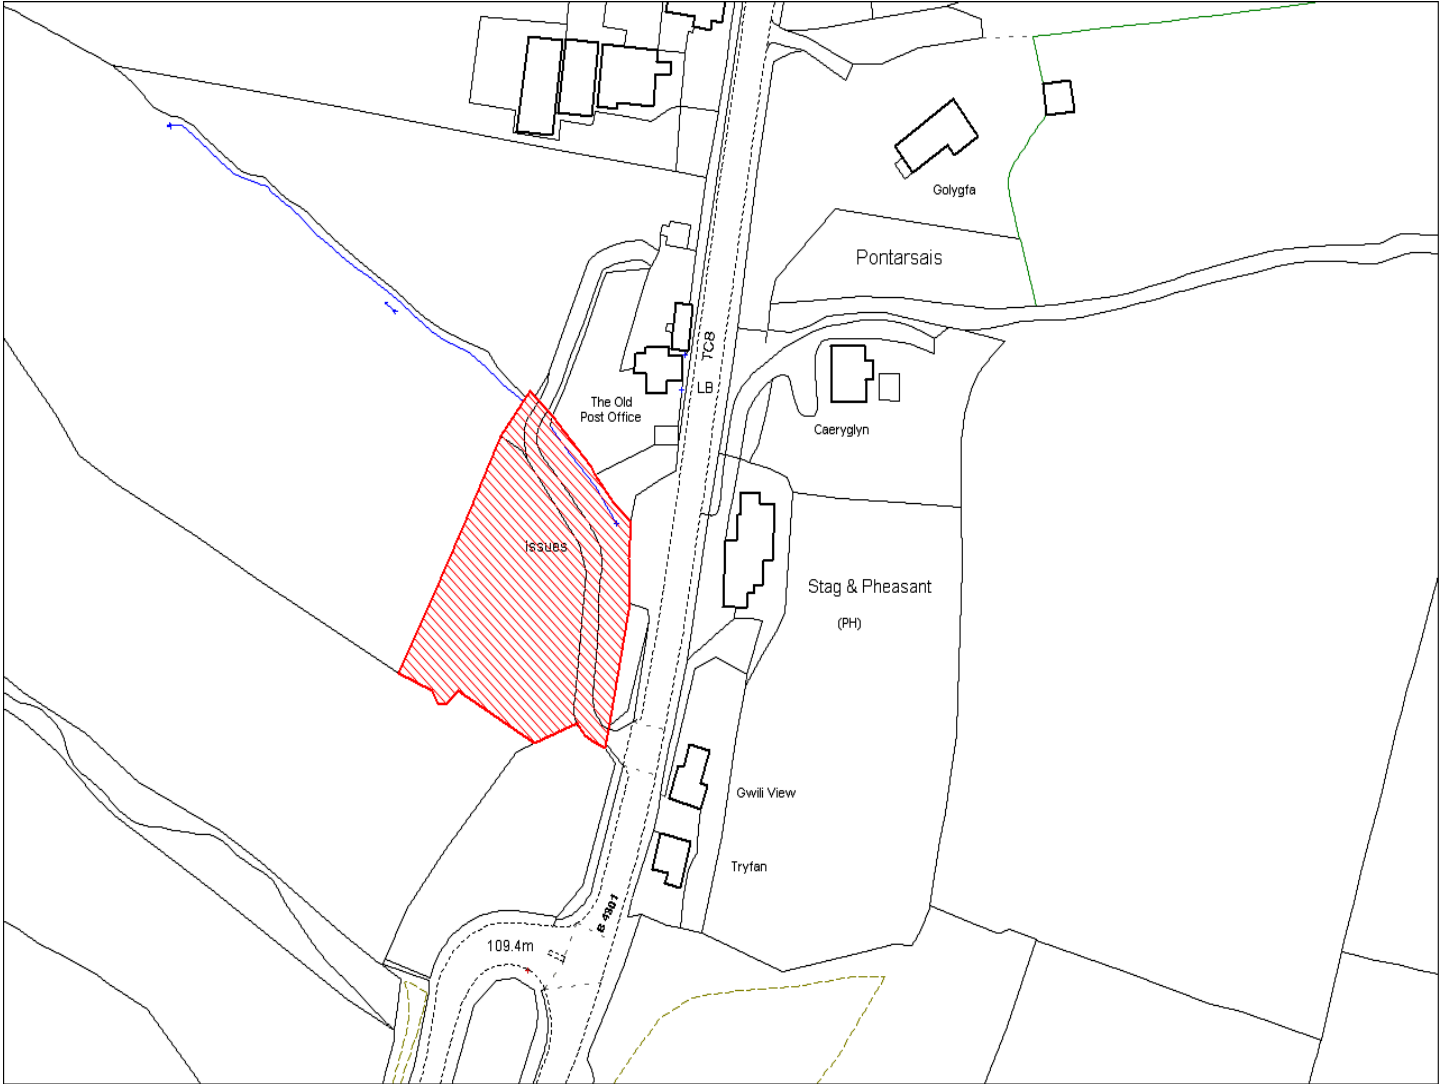 Golygfa
Pontarsais
TCB
LB
The Old
Post Office
Caeryglyn
Issues
Stag & Pheasant
(PH)
Gwili View
Tryfan
B 4301
109.4m